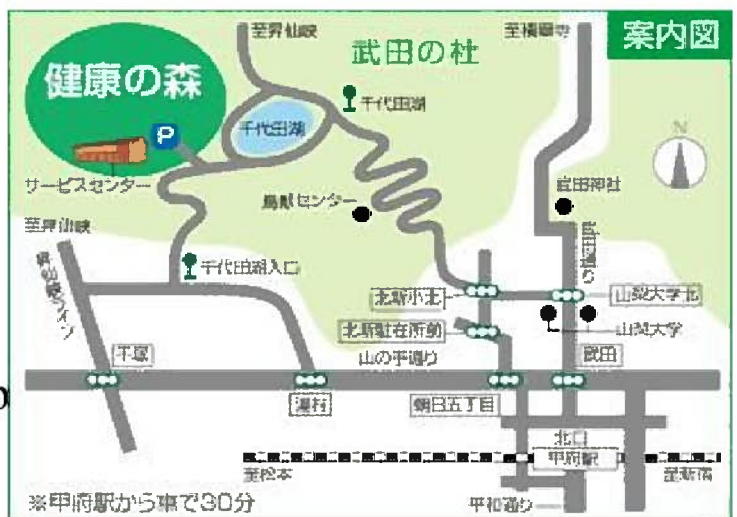 至昇仙峡
至積翠寺
案内図
武田の杜
健康の森
千代田湖
千代田湖
P
N
サービスセンター
鳥獣センター
武田神社
至昇仙峡
武田通り
千代田湖入口
北新小北
山梨大学北
北新駐在所前
山梨大学
山の手通り
千塚
武田
湯村
朝日五丁目
北口
甲府駅
至松本
至新宿
※甲府駅から車で30分
平和通り